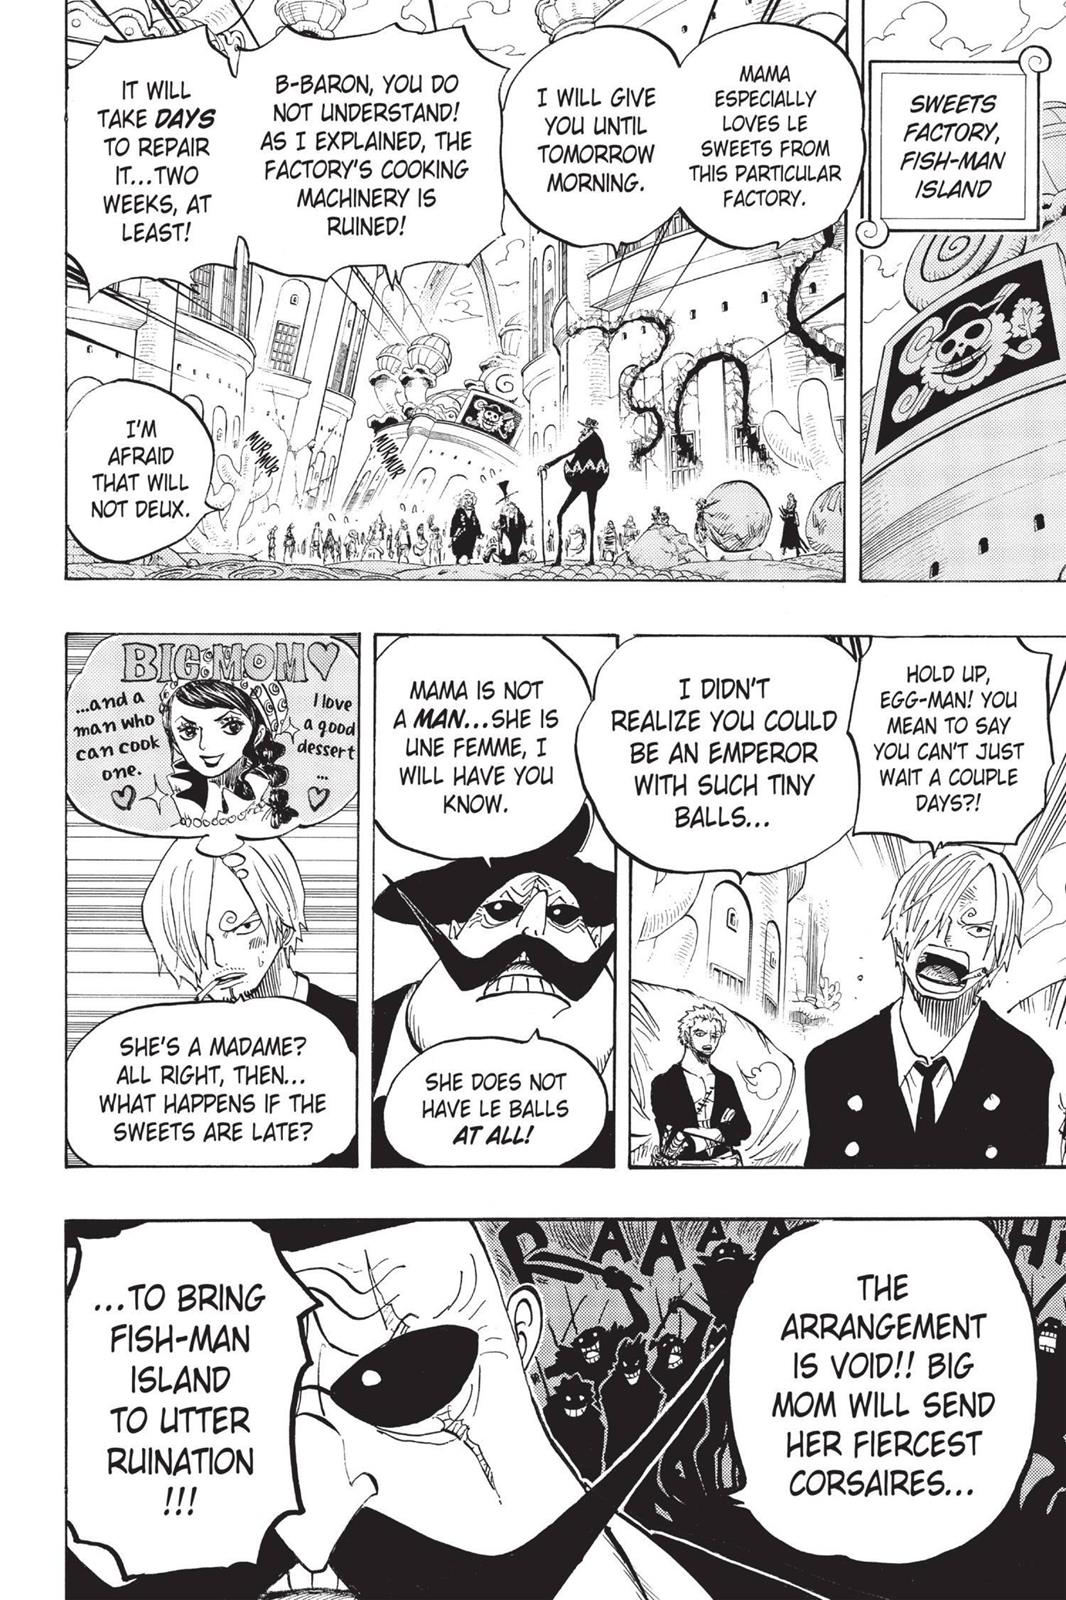 SWEETS
FACTORY,
FISH-MAN
ISLAND
MAMA
ESPECIALLY
LOVES LE
SWEETS FROM
THIS PARTICULAR
FACTORY.
I WILL GIVE
YOU UNTIL
TOMORROW
MORNING.
B-BARON, YOU DO
NOT UNDERSTAND!
AS I EXPLAINED, THE
FACTORY'S COOKING
MACHINERY IS
RUINED!
IT WILL
TAKE DAYS
TO REPAIR
IT...TWO
WEEKS, AT
LEAST!
I'M
AFRAID
THAT WILL
NOT DEUX.
MURMUR
MURMUR
HOLD UP,
EGG-MAN! YOU
MEAN TO SAY
YOU CAN'T JUST
WAIT A COUPLE
DAYS?!
I DIDN'T
REALIZE YOU COULD
BE AN EMPEROR
WITH SUCH TINY
BALLS...
MAMA IS NOT
A MAN...SHE IS
UNE FEMME, I
WILL HAVE YOU
KNOW.
SHE DOES NOT
HAVE LE BALLS
AT ALL!
BIG MOM♡
I love
a good
dessert
...
...and a
man who
can cook
one.
SHE'S A MADAME?
ALL RIGHT, THEN...
WHAT HAPPENS IF THE
SWEETS ARE LATE?
RAAAAHH
THE
ARRANGEMENT
IS VOID!! BIG
MOM WILL SEND
HER FIERCEST
CORSAIRES...
...TO BRING
FISH-MAN
ISLAND
TO UTTER
RUINATION
!!!